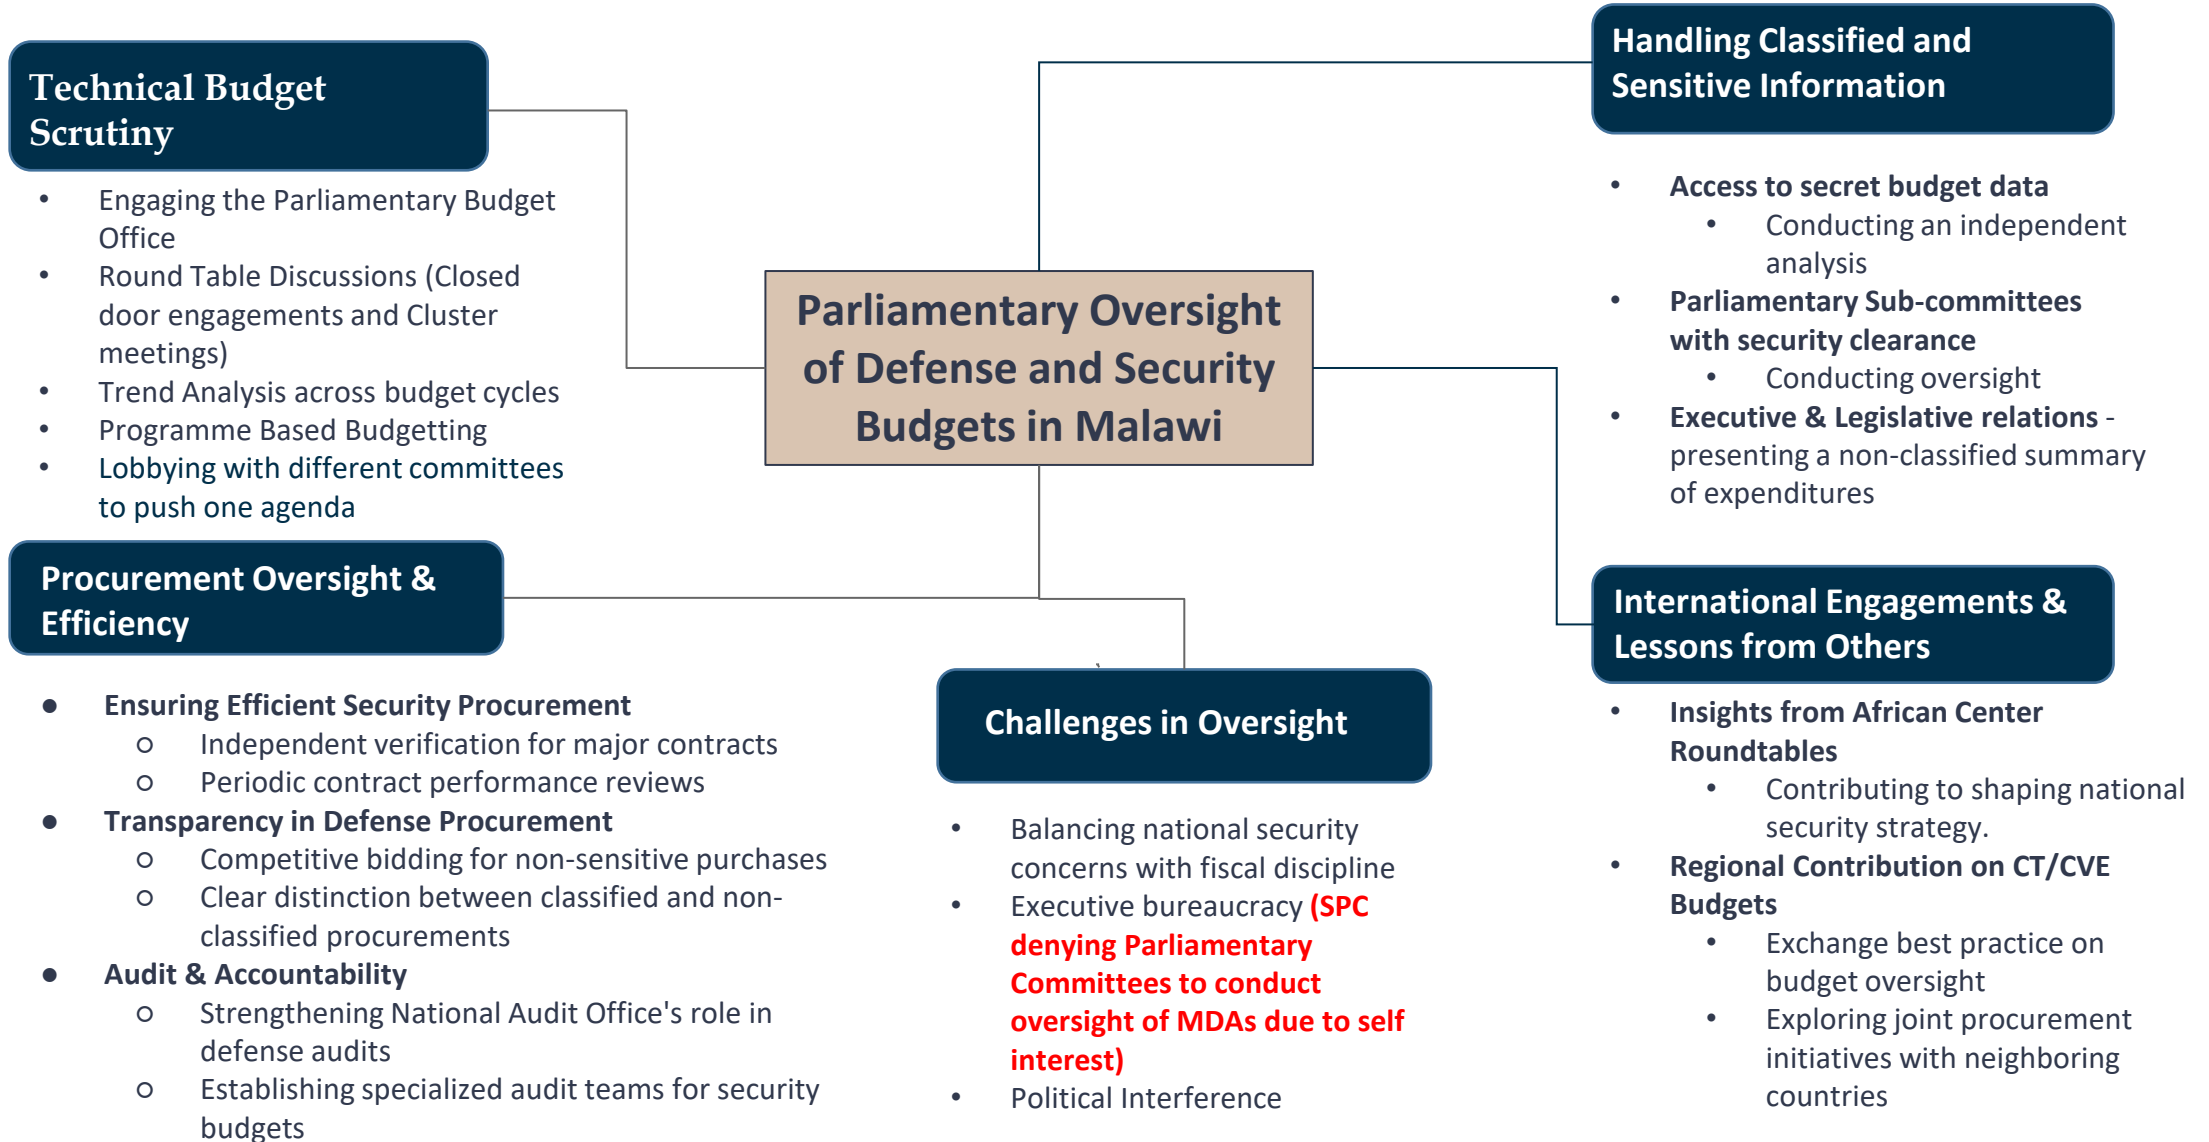 Technical Budget
Scrutiny
• Engaging the Parliamentary Budget
Office
• Round Table Discussions (Closed
door engagements and Cluster
meetings)
• Trend Analysis across budget cycles
• Programme Based Budgetting
• Lobbying with different committees
to push one agenda
Procurement Oversight &
Efficiency
● Ensuring Efficient Security Procurement
○ Independent verification for major contracts
○ Periodic contract performance reviews
● Transparency in Defense Procurement
○ Competitive bidding for non-sensitive purchases
○ Clear distinction between classified and non-
classified procurements
● Audit & Accountability
○ Strengthening National Audit Office's role in
defense audits
○ Establishing specialized audit teams for security
budgets
Parliamentary Oversight
of Defense and Security
Budgets in Malawi
Challenges in Oversight
• Balancing national security
concerns with fiscal discipline
• Executive bureaucracy (SPC
denying Parliamentary
Committees to conduct
oversight of MDAs due to self
interest)
• Political Interference
Handling Classified and
Sensitive Information
• Access to secret budget data
• Conducting an independent
analysis
• Parliamentary Sub-committees
with security clearance
• Conducting oversight
• Executive & Legislative relations -
presenting a non-classified summary
of expenditures
International Engagements &
Lessons from Others
• Insights from African Center
Roundtables
• Contributing to shaping national
security strategy.
• Regional Contribution on CT/CVE
Budgets
• Exchange best practice on
budget oversight
• Exploring joint procurement
initiatives with neighboring
countries